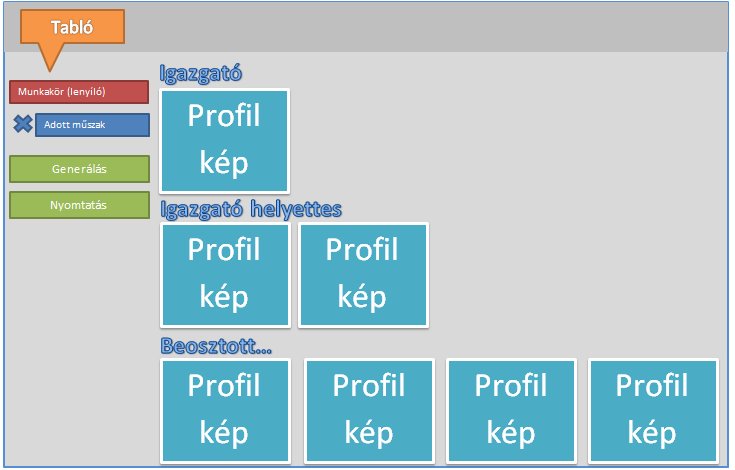 Tabló
Munkakör (lenyíló)
Adott műszak
Generálás
Nyomtatás
Igazgató
Profil
kép
Igazgató helyettes
Profil
kép
Profil
kép
Beosztott...
Profil
kép
Profil
kép
Profil
kép
Profil
kép